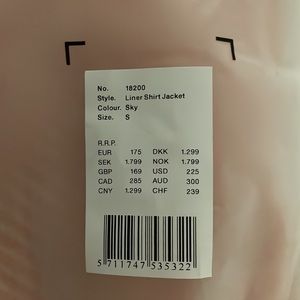 No. 18200
Style. Liner Shirt Jacket
Colour. Sky
Size. S
R.R.P.
EUR 175 DKK 1.299
SEK 1.799 NOK 1.799
GBP 169 USD 225
CAD 285 AUD 300
CNY 1.299 CHF 239
5 711747 535322